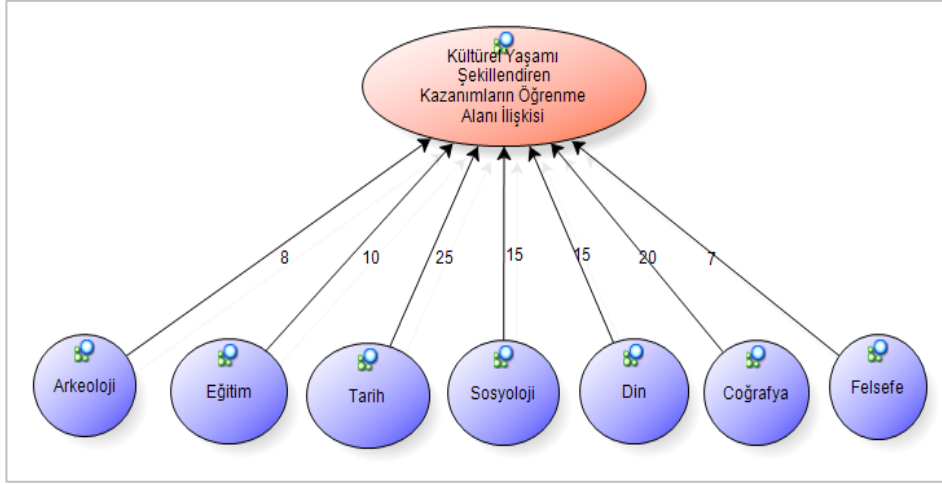 Kültürel Yaşamı
Şekillendiren
Kazanımların Öğrenme
Alanı İlişkisi
8 10 25 15 15 20 7
Arkeoloji Eğitim Tarih Sosyoloji Din Coğrafya Felsefe